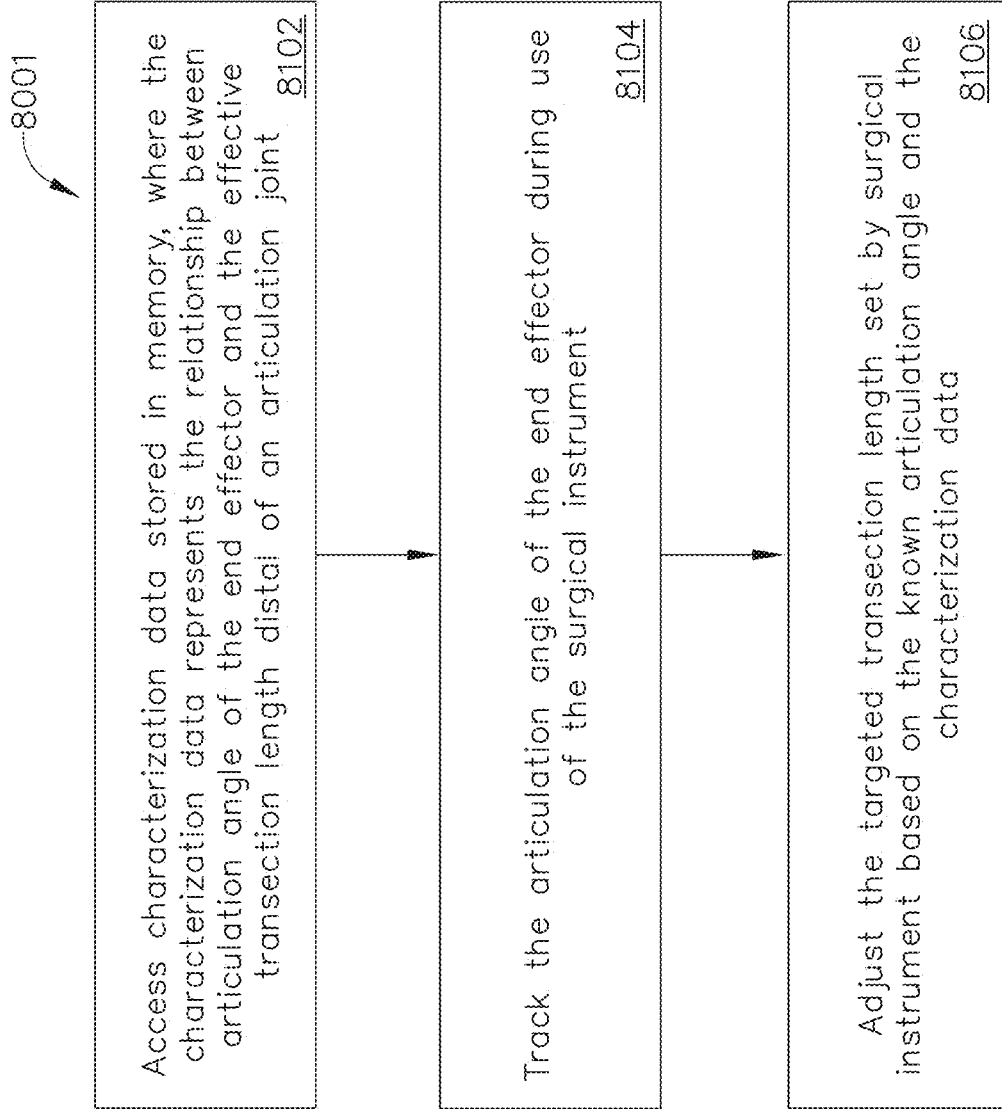 8001
Access characterization data stored in memory, where the
characterization data represents the relationship between
articulation angle of the end effector and the effective
transection length distal of an articulation joint
8102
Track the articulation angle of the end effector during use
of the surgical instrument
8104
Adjust the targeted transection length set by surgical
instrument based on the known articulation angle and the
characterization data
8106